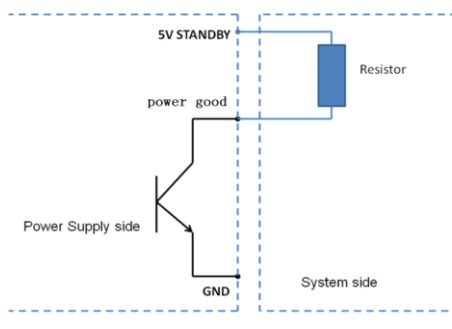 5V STANDBY
Resistor
power good
Power Supply side
GND
System side